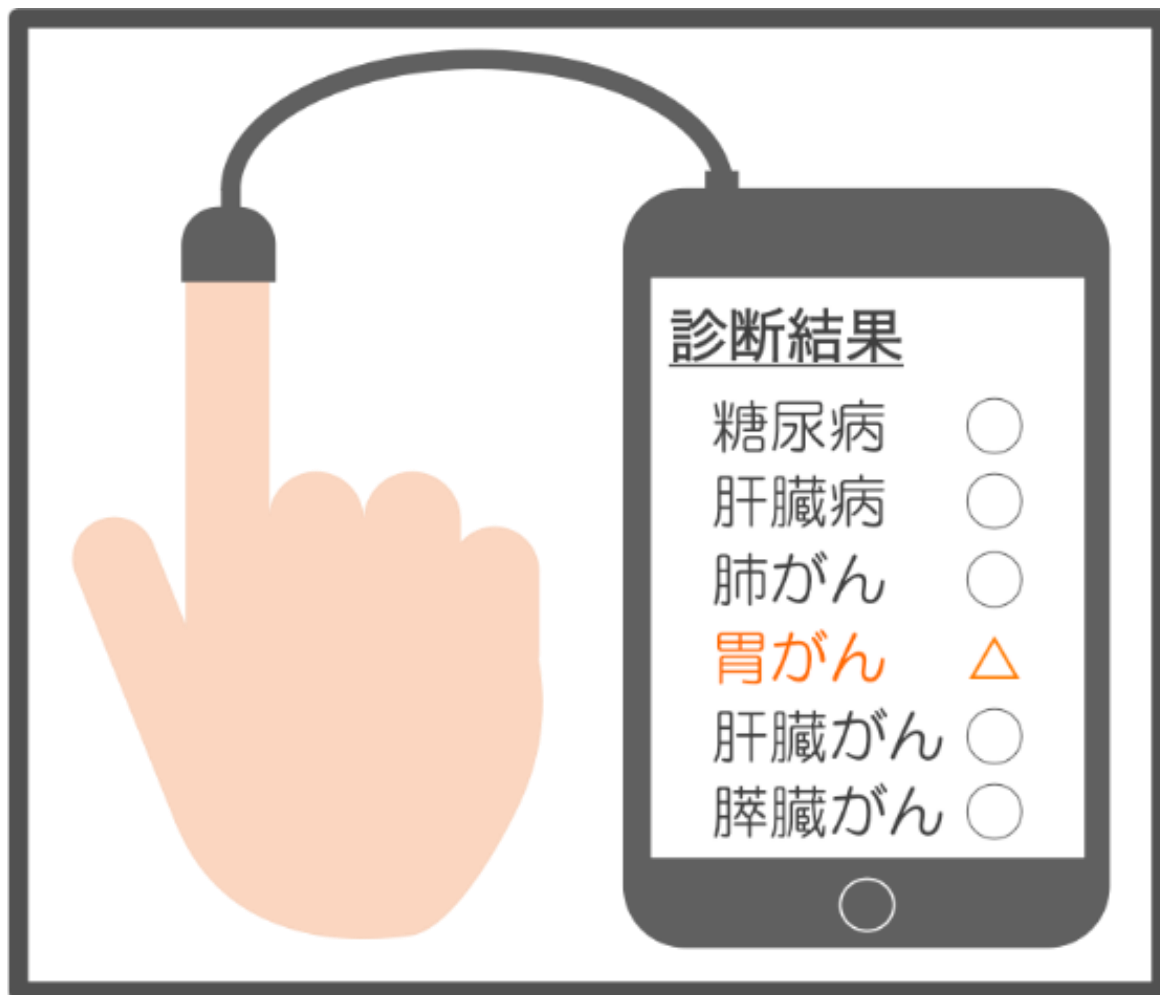 診断結果
糖尿病 ○
肝臓病 ○
肺がん ○
胃がん △
肝臓がん ○
膵臓がん ○